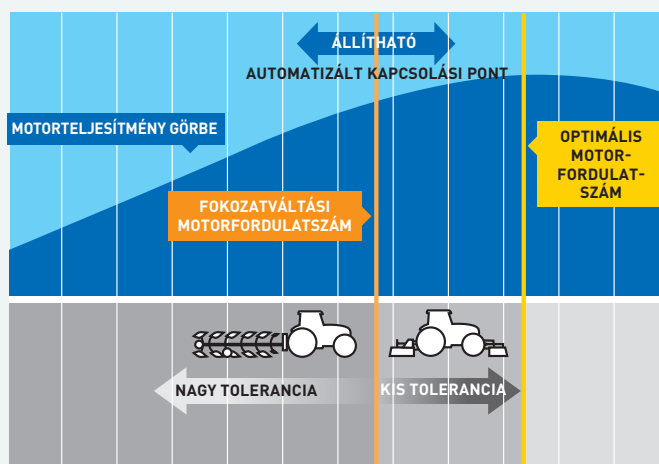 ÁLLÍTHATÓ
AUTOMATIZÁLT KAPCSOLÁSI PONT
MOTORTELJESÍTMÉNY GÖRBE
OPTIMÁLIS
MOTOR-
FORDULAT-
SZÁM
FOKOZATVÁLTÁSI
MOTORFORDULATSZÁM
NAGY TOLERANCIA
KIS TOLERANCIA